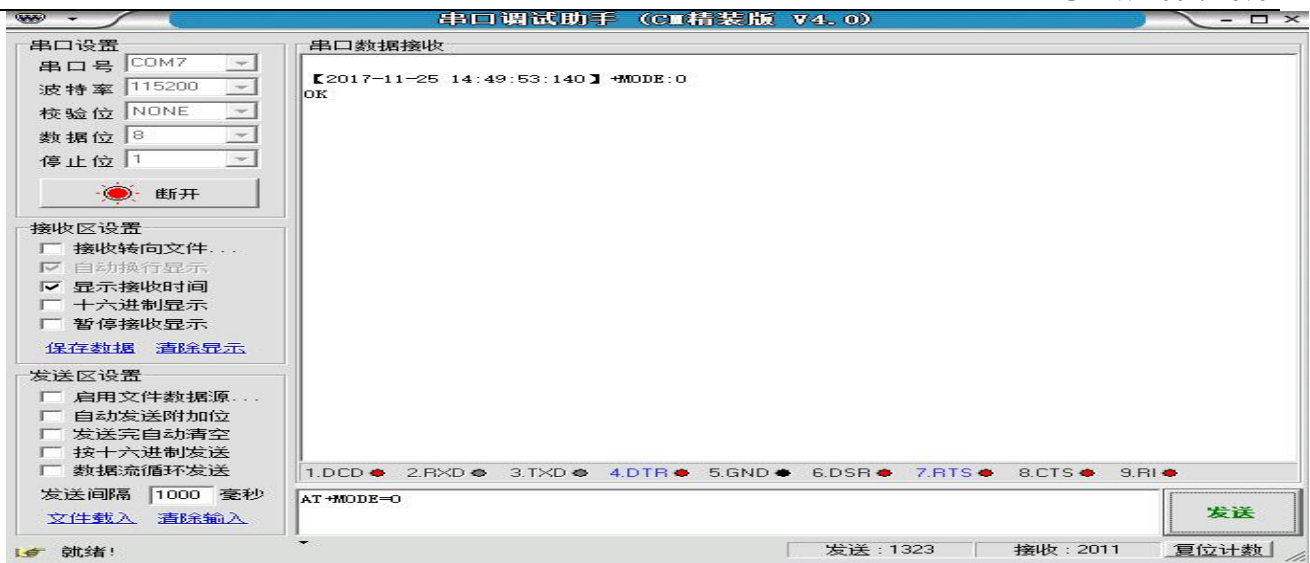 串口调试助手 (CM精装版 V4.0)
串口设置
串口号 COM7
波特率 115200
校验位 NONE
数据位 8
停止位 1
断开
接收区设置
接收转向文件...
自动换行显示
显示接收时间
十六进制显示
暂停接收显示
保存数据 清除显示
发送区设置
启用文件数据源...
自动发送附加位
发送完自动清空
按十六进制发送
数据流循环发送
发送间隔 1000 毫秒
文件载入 清除输入
就绪!
串口数据接收
【2017-11-25 14:49:53:140】+MODE:0
OK
1.DCD 2.RXD 3.TXD 4.DTR 5.GND 6.DSR 7.RTS 8.CTS 9.RI
AT+MODE=0
发送
发送:1323 接收:2011 复位计数